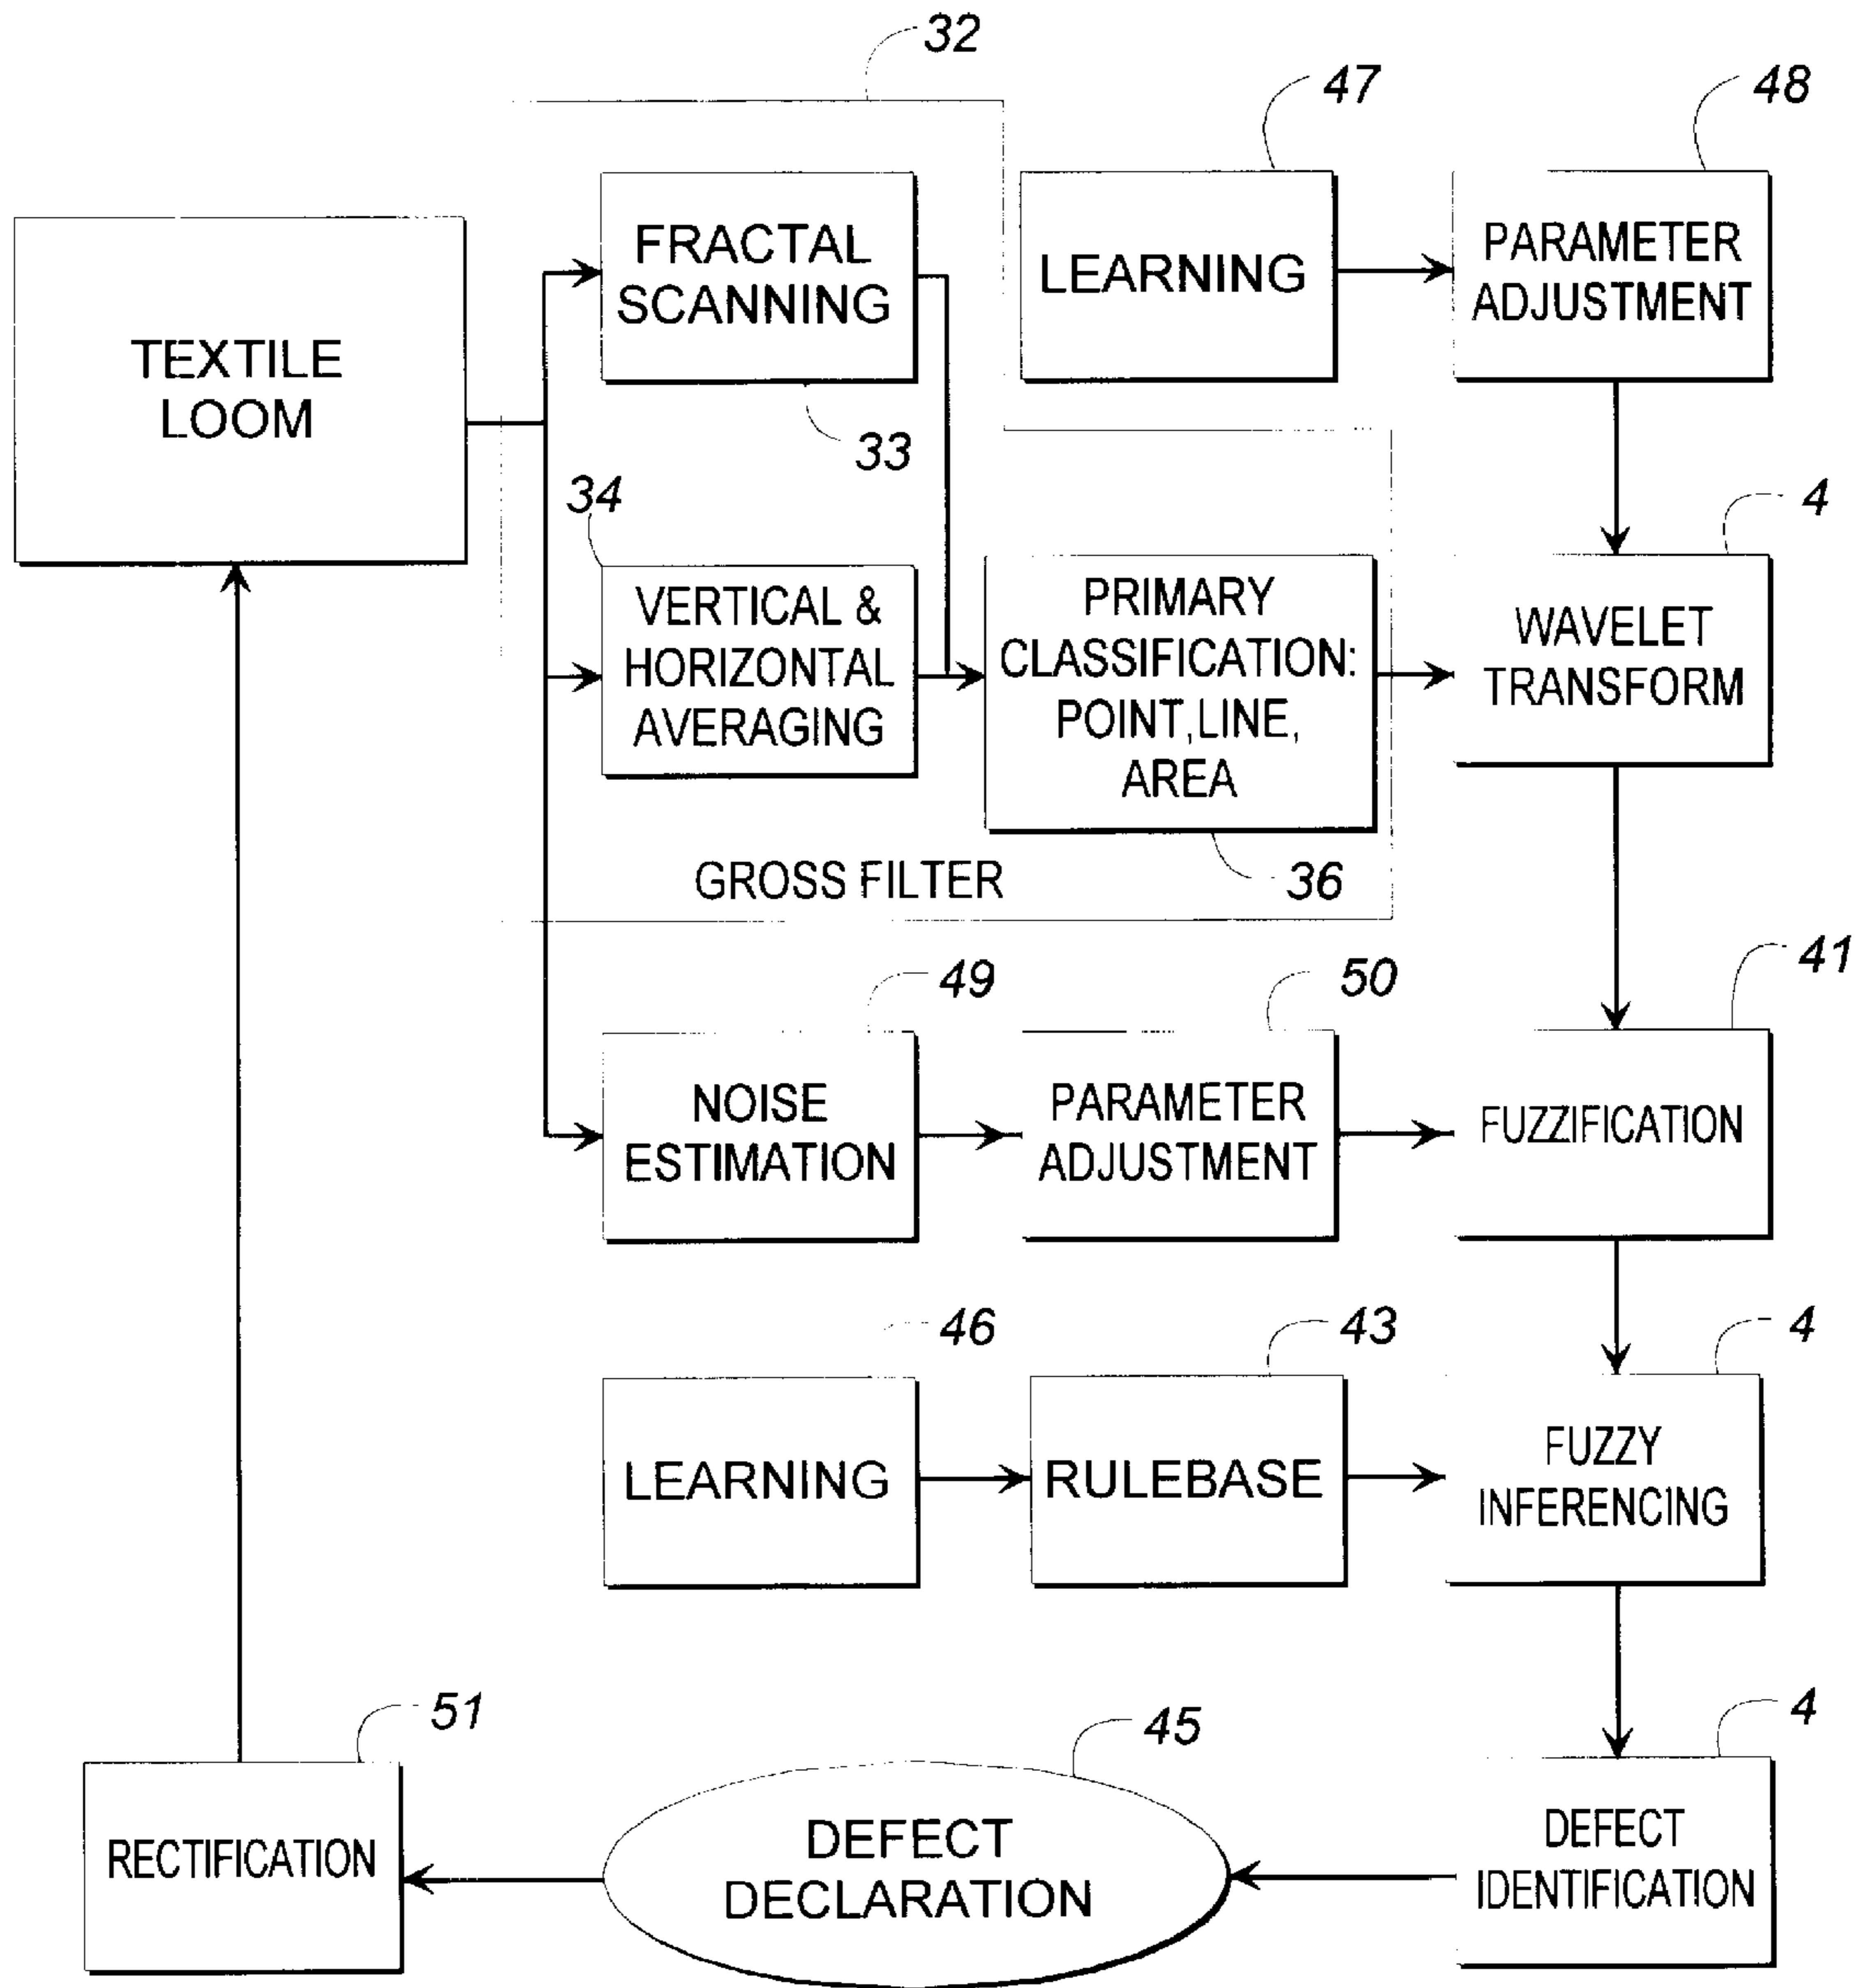 32
47
48
TEXTILE
LOOM
FRACTAL
SCANNING
33
LEARNING
PARAMETER
ADJUSTMENT
34
VERTICAL &
HORIZONTAL
AVERAGING
PRIMARY
CLASSIFICATION:
POINT, LINE,
AREA
36
4
WAVELET
TRANSFORM
GROSS FILTER
49
50
41
NOISE
ESTIMATION
PARAMETER
ADJUSTMENT
FUZZIFICATION
46
43
4
LEARNING
RULEBASE
FUZZY
INFERENCING
51
45
4
RECTIFICATION
DEFECT
DECLARATION
DEFECT
IDENTIFICATION